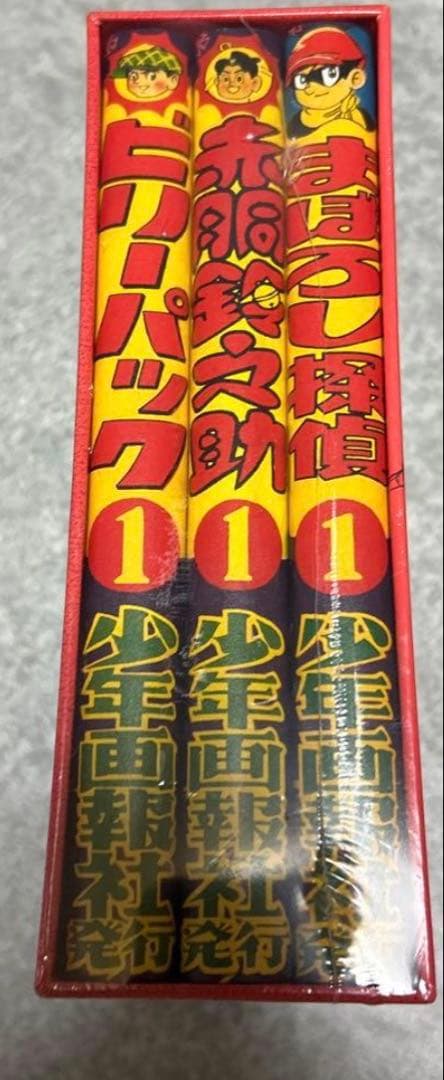 まぼろし探偵
1
少年画報社
発行
赤胴鈴之助
1
少年画報社
発行
ビリーパック
1
少年画報社
発行